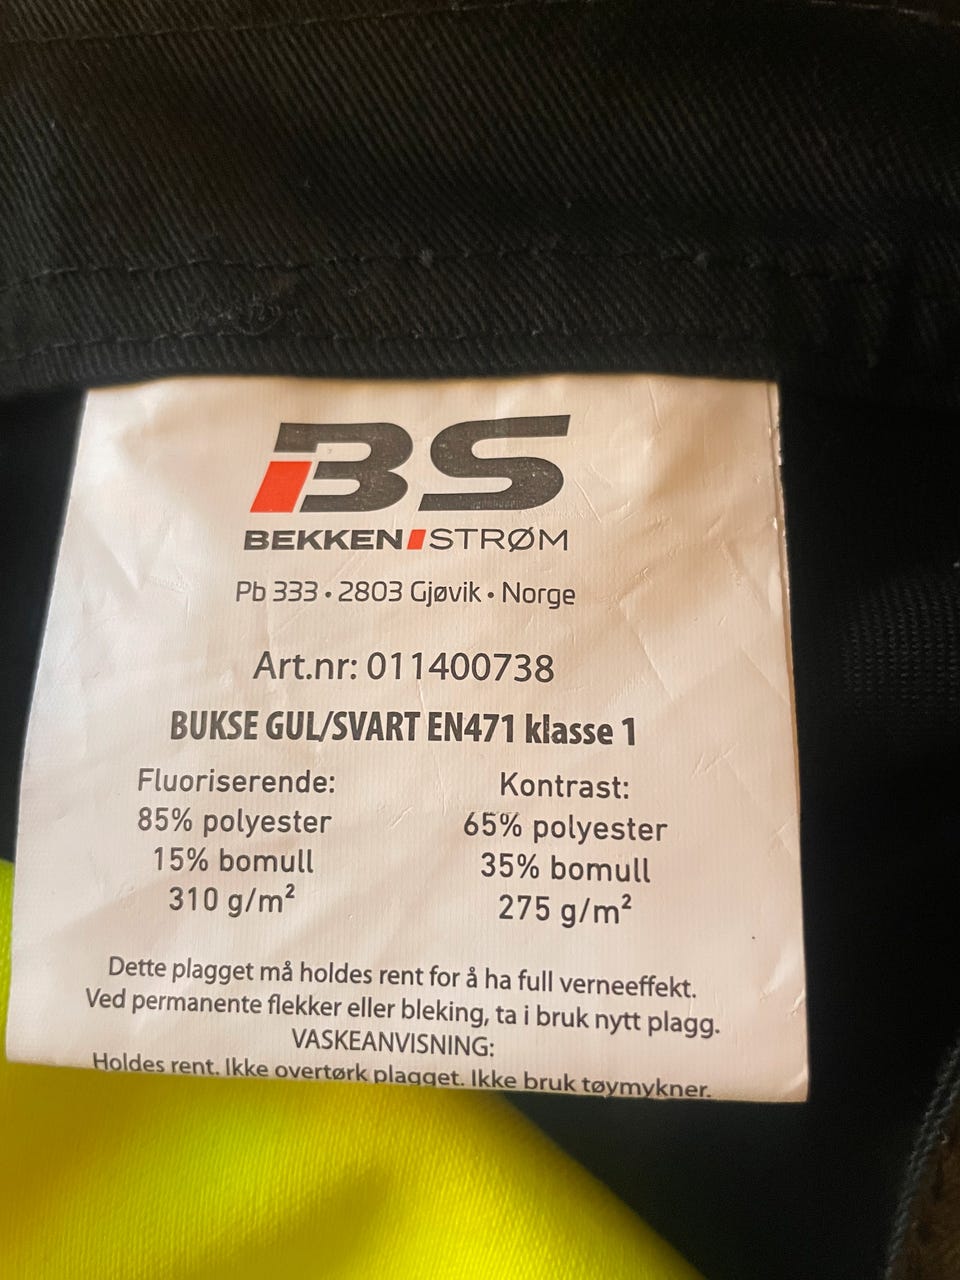 BS
BEKKEN STRØM
Pb 333 • 2803 Gjøvik • Norge
Art.nr: 011400738
BUKSE GUL/SVART EN471 klasse 1
Fluoriserende:
85% polyester
15% bomull
310 g/m²
Kontrast:
65% polyester
35% bomull
275 g/m²
Dette plagget må holdes rent for å ha full verneeffekt.
Ved permanente flekker eller bleking, ta i bruk nytt plagg.
VASKEANVISNING:
Holdes rent. Ikke overtørk plagget. Ikke bruk tøymykner.